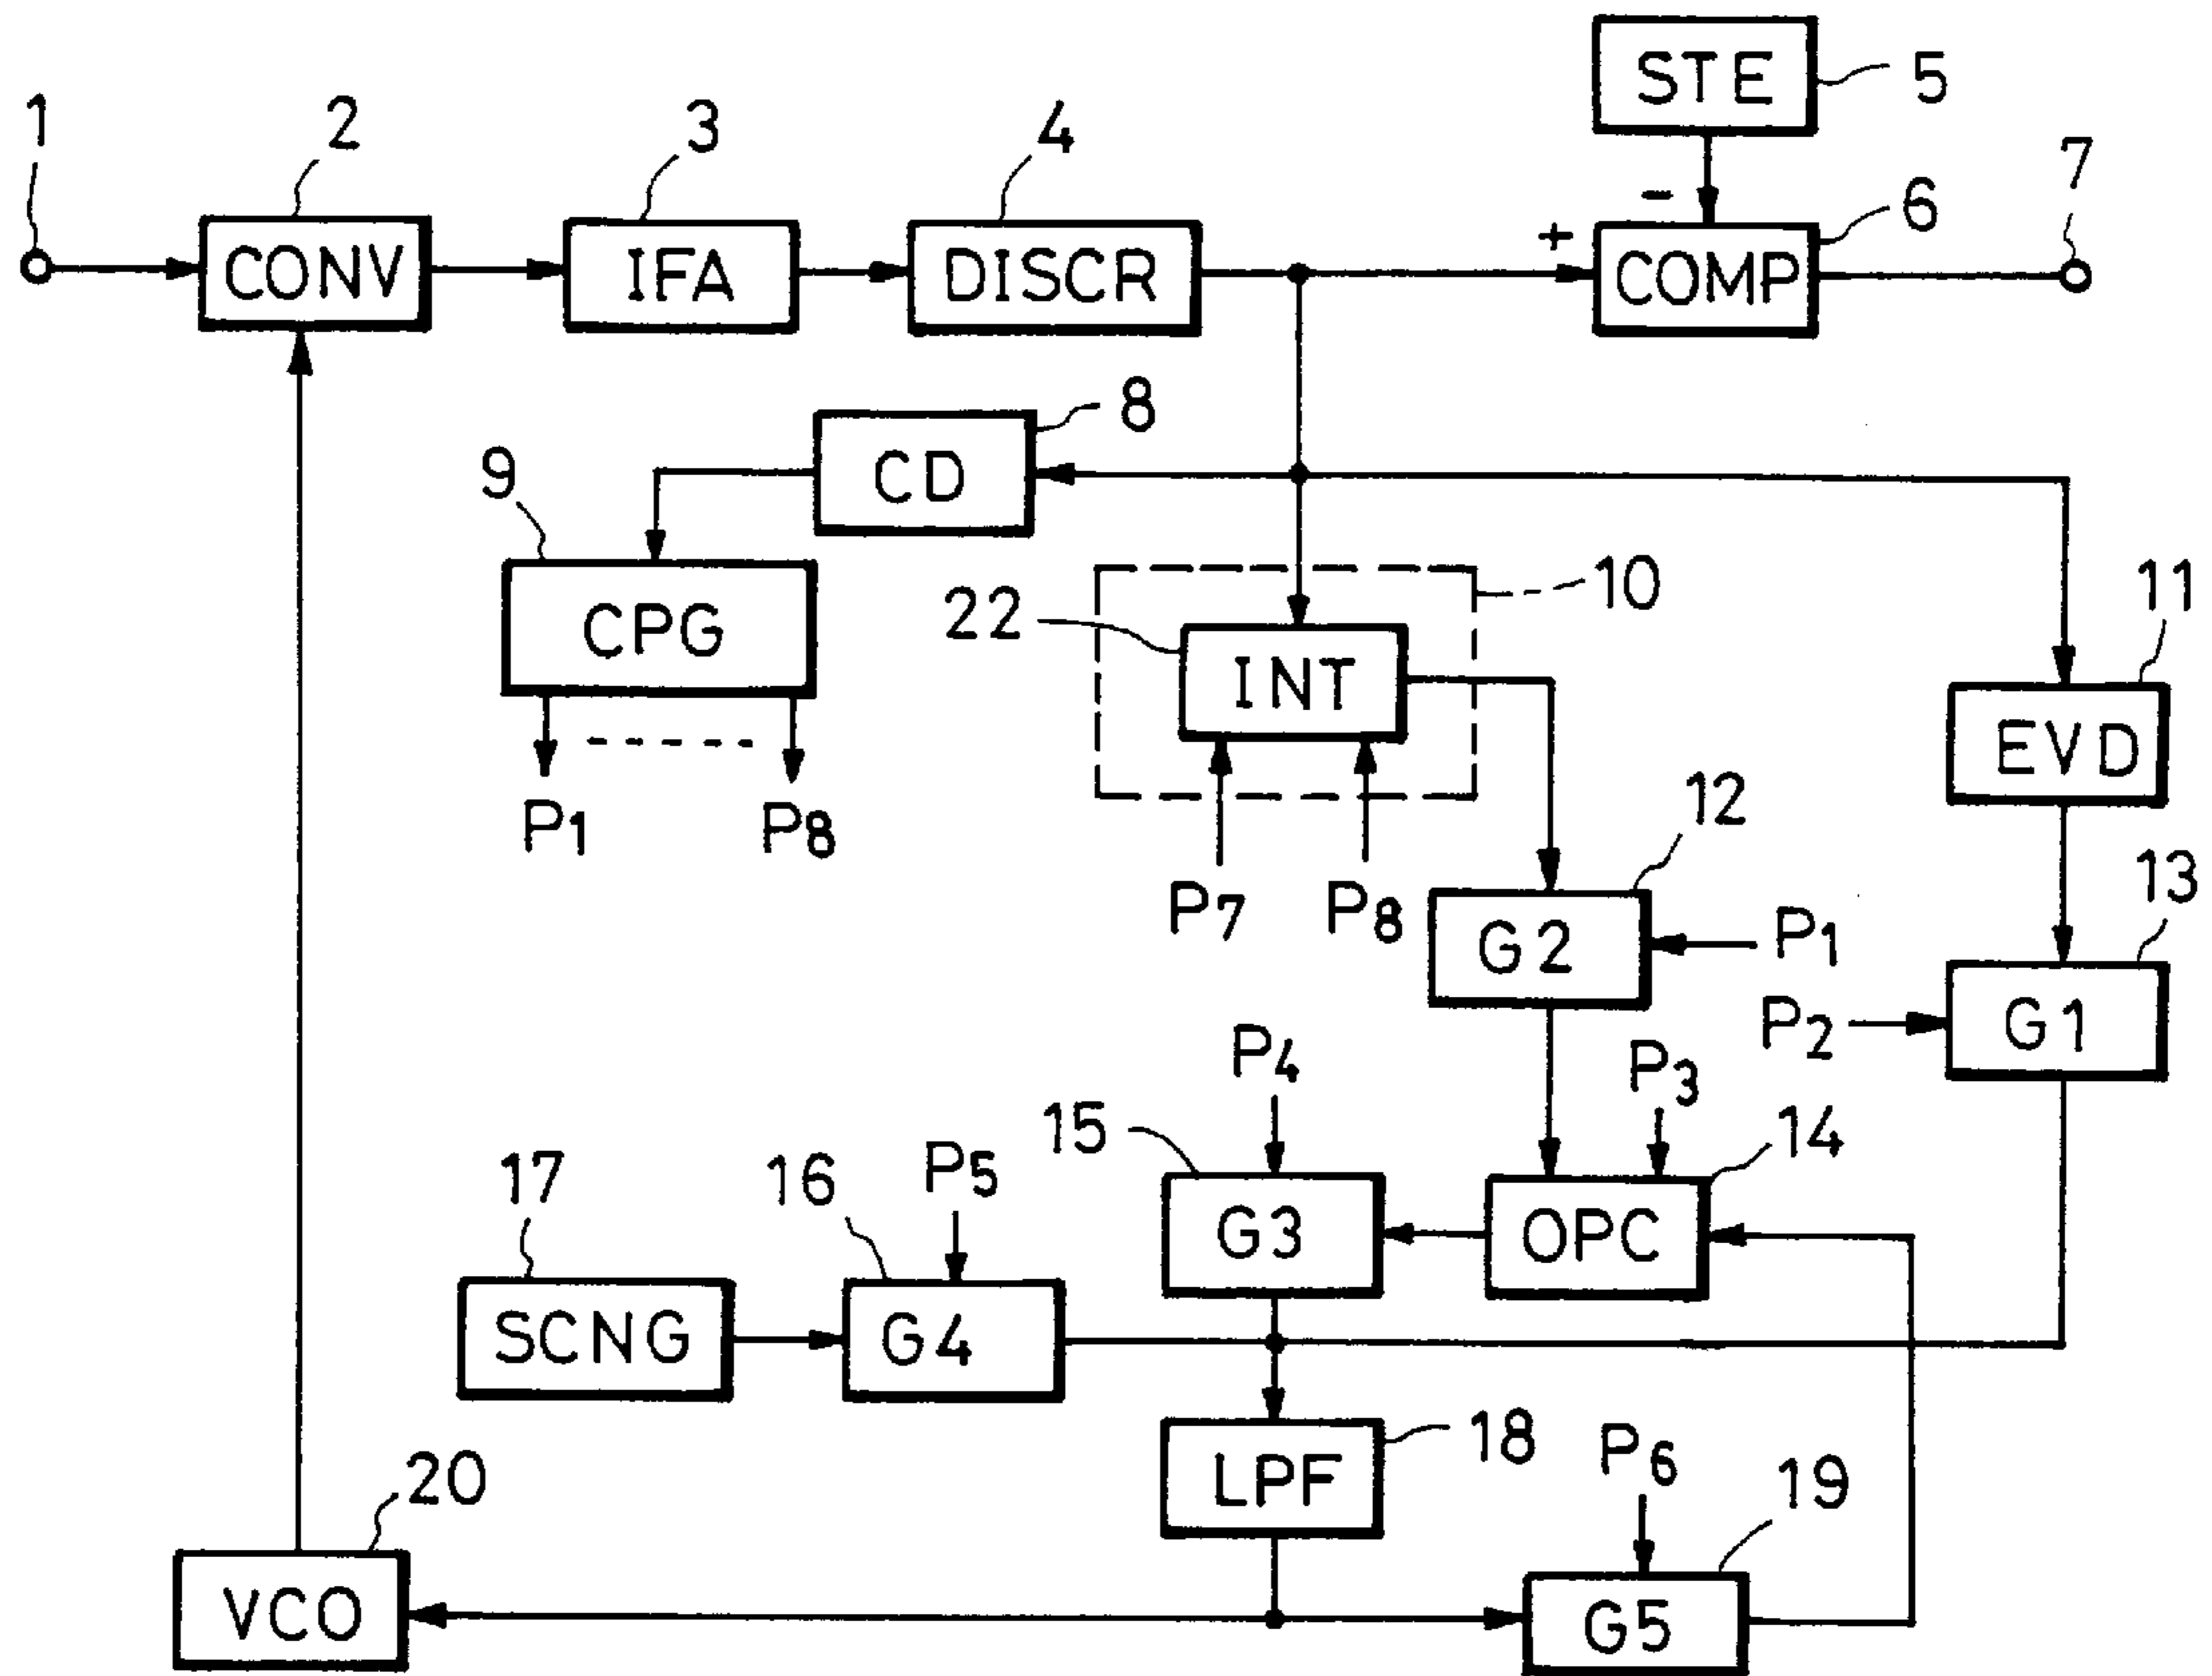 STE
5
1
2
3
4
7
-
6
+
CONV
IFA
DISCR
COMP
8
9
CD
10
11
22
CPG
INT
EVD
12
P1
- - - - - -
P8
13
P7
P8
G2
P1
P2
G1
P4
P3
15
14
17
16
P5
G3
OPC
SCNG
G4
18
P6
19
20
LPF
VCO
G5